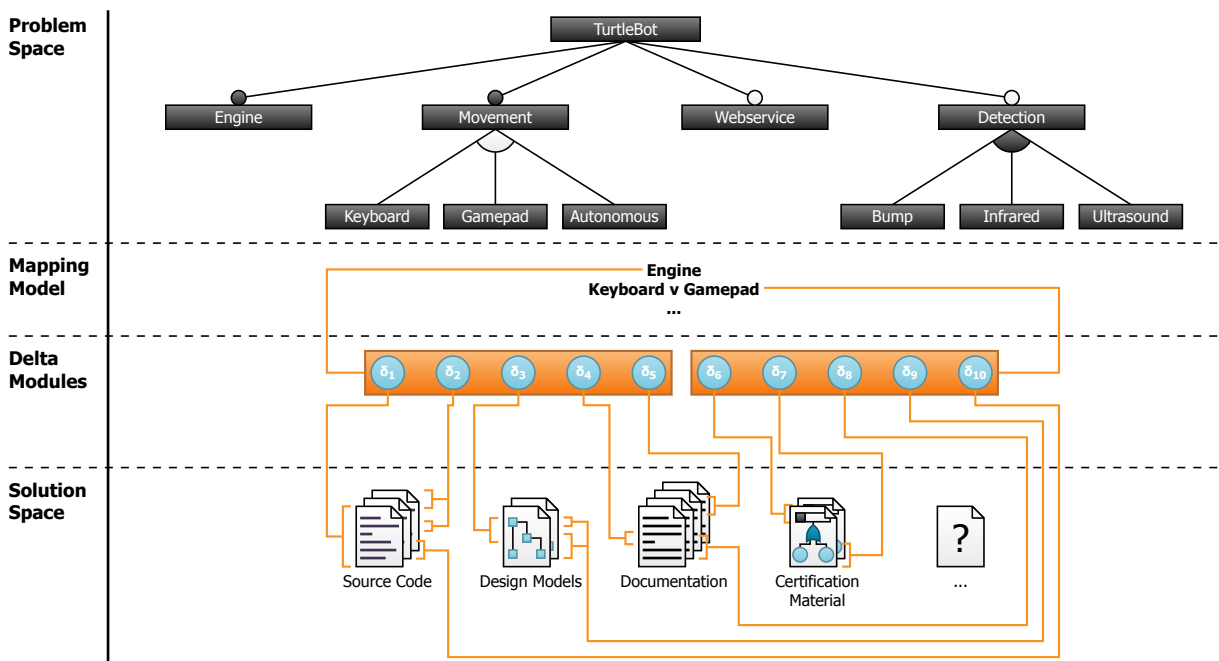 Problem
Space
TurtleBot
Engine
Movement
Webservice
Detection
Keyboard
Gamepad
Autonomous
Bump
Infrared
Ultrasound
Mapping
Model
Engine
Keyboard v Gamepad
...
Delta
Modules
δ1
δ2
δ3
δ4
δ5
δ6
δ7
δ8
δ9
δ10
Solution
Space
?
Source Code
Design Models
Documentation
Certification
Material
...